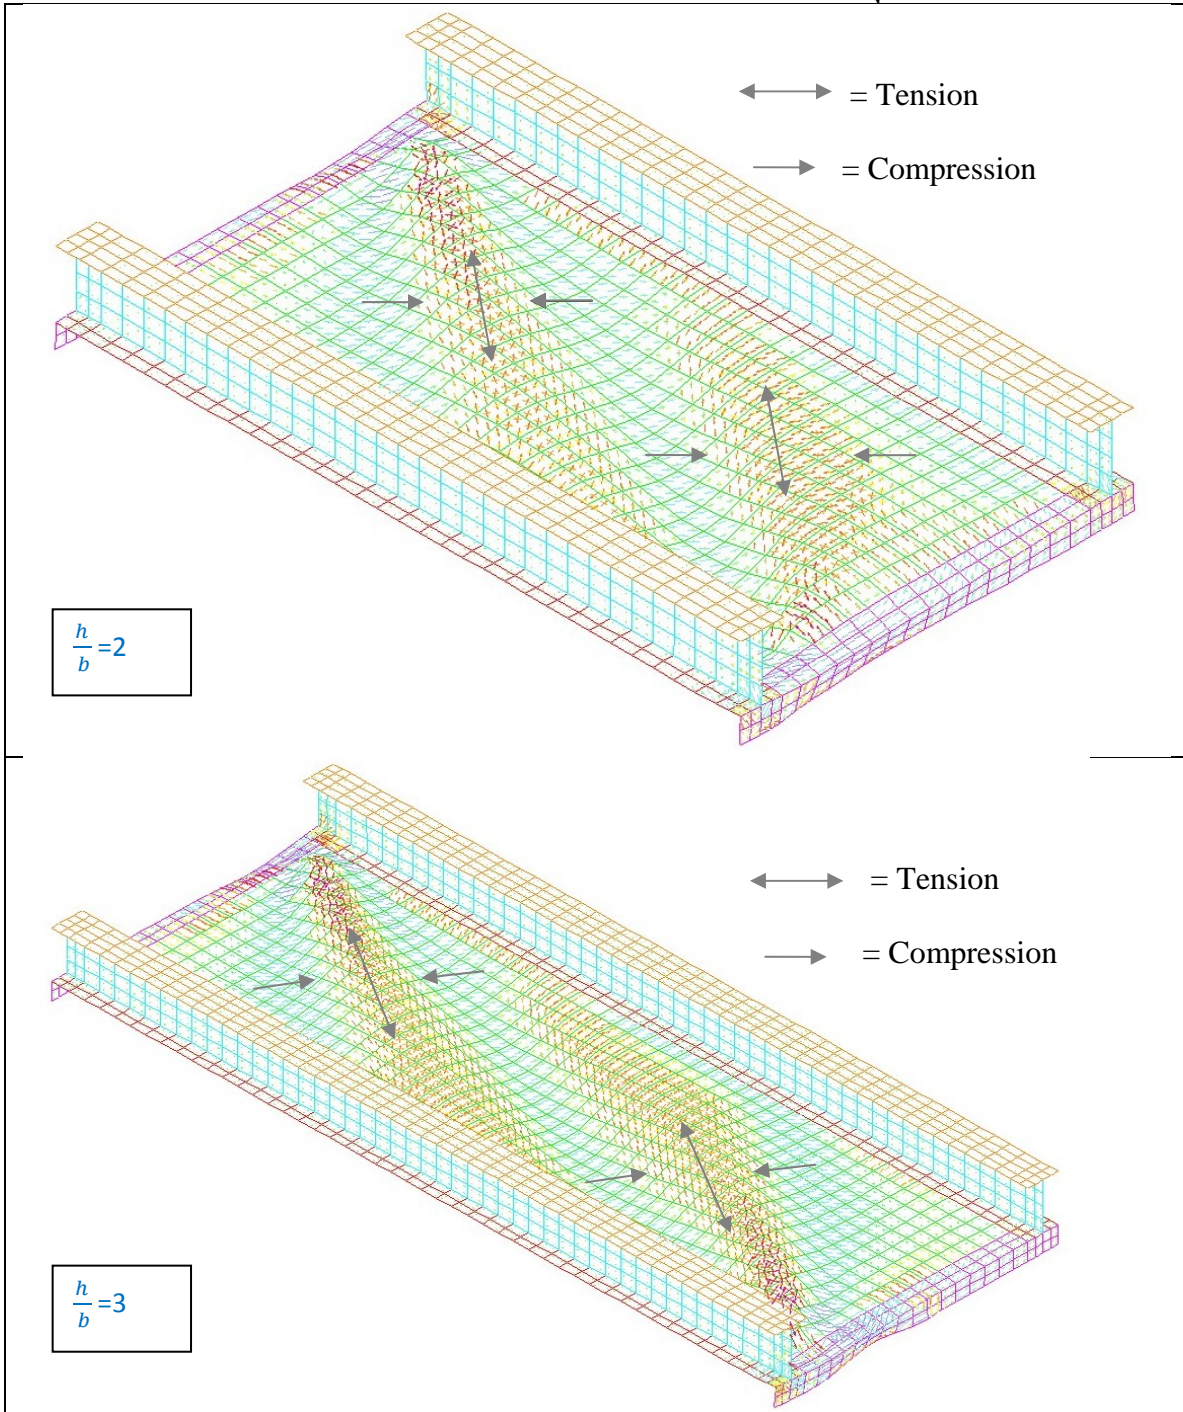 = Tension
= Compression
h/b =2
= Tension
= Compression
h/b =3